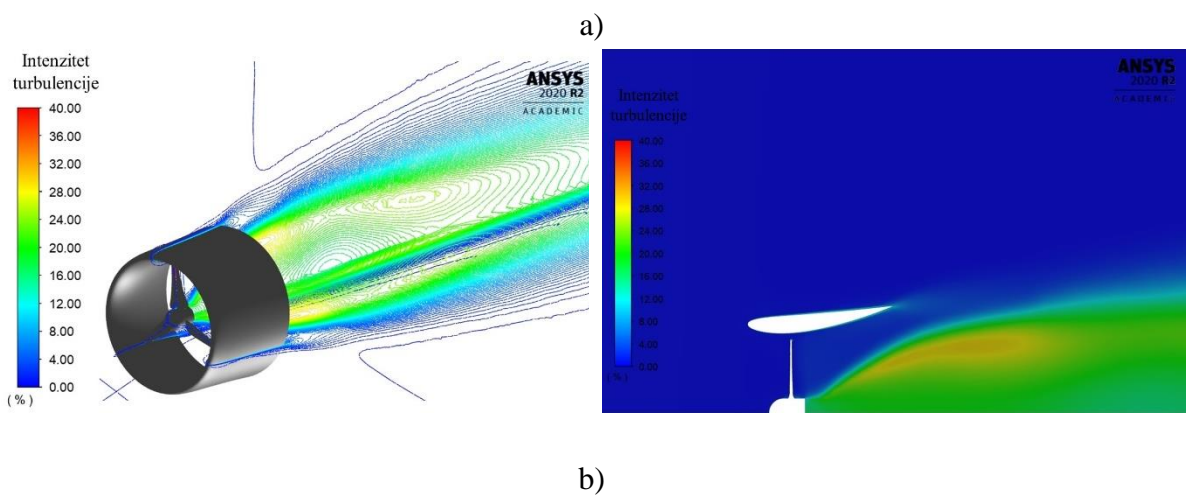 a)
Intenzitet
turbulencije
40.00
36.00
32.00
28.00
24.00
20.00
16.00
12.00
8.00
4.00
0.00
( % )
ANSYS
2020 R2
ACADEMIC
Intenzitet
turbulencije
40.00
36.00
32.00
28.00
24.00
20.00
16.00
12.00
8.00
4.00
0.00
( % )
ANSYS
2020 R2
ACADEMIC
b)